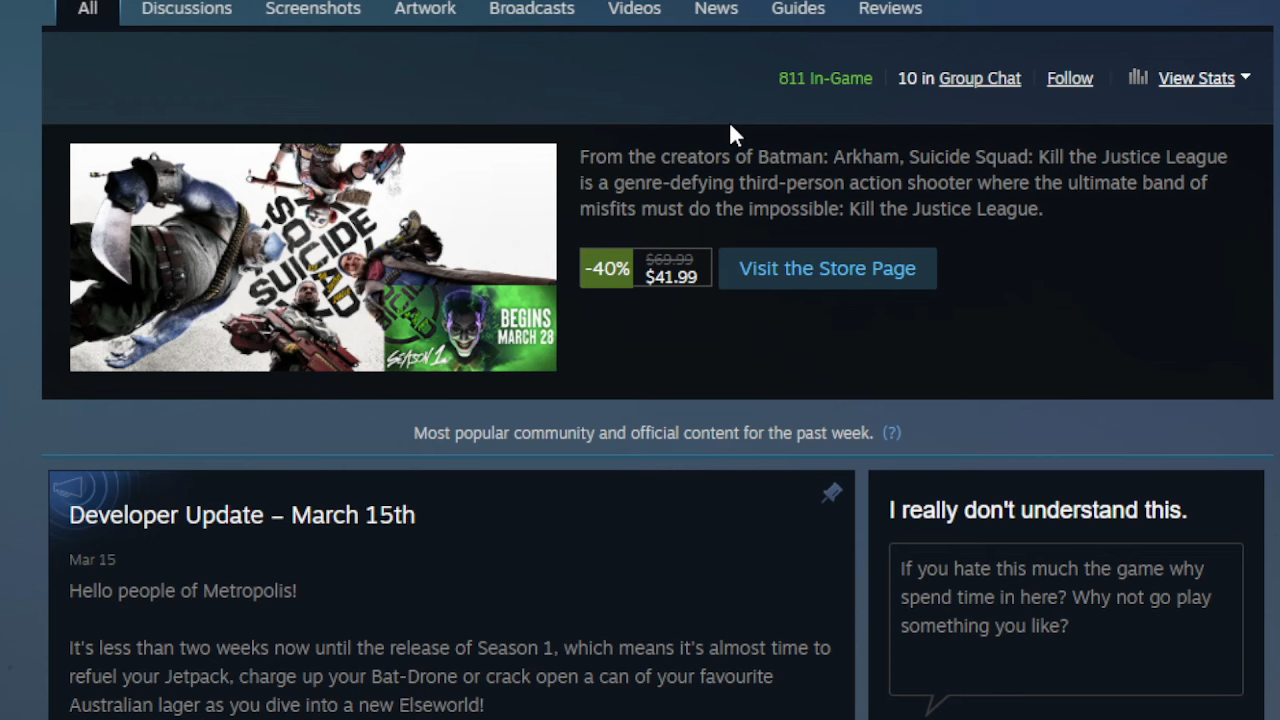 All Discussions Screenshots Artwork Broadcasts Videos News Guides Reviews
811 In-Game 10 in Group Chat Follow View Stats
From the creators of Batman: Arkham, Suicide Squad: Kill the Justice League
is a genre-defying third-person action shooter where the ultimate band of
misfits must do the impossible: Kill the Justice League.
SUICIDE
SQUAD
BEGINS
MARCH 28
SEASON 1
-40% $69.99
$41.99
Visit the Store Page
Most popular community and official content for the past week. (?)
Developer Update – March 15th
Mar 15
Hello people of Metropolis!
It's less than two weeks now until the release of Season 1, which means it's almost time to
refuel your Jetpack, charge up your Bat-Drone or crack open a can of your favourite
Australian lager as you dive into a new Elseworld!
I really don't understand this.
If you hate this much the game why
spend time in here? Why not go play
something you like?